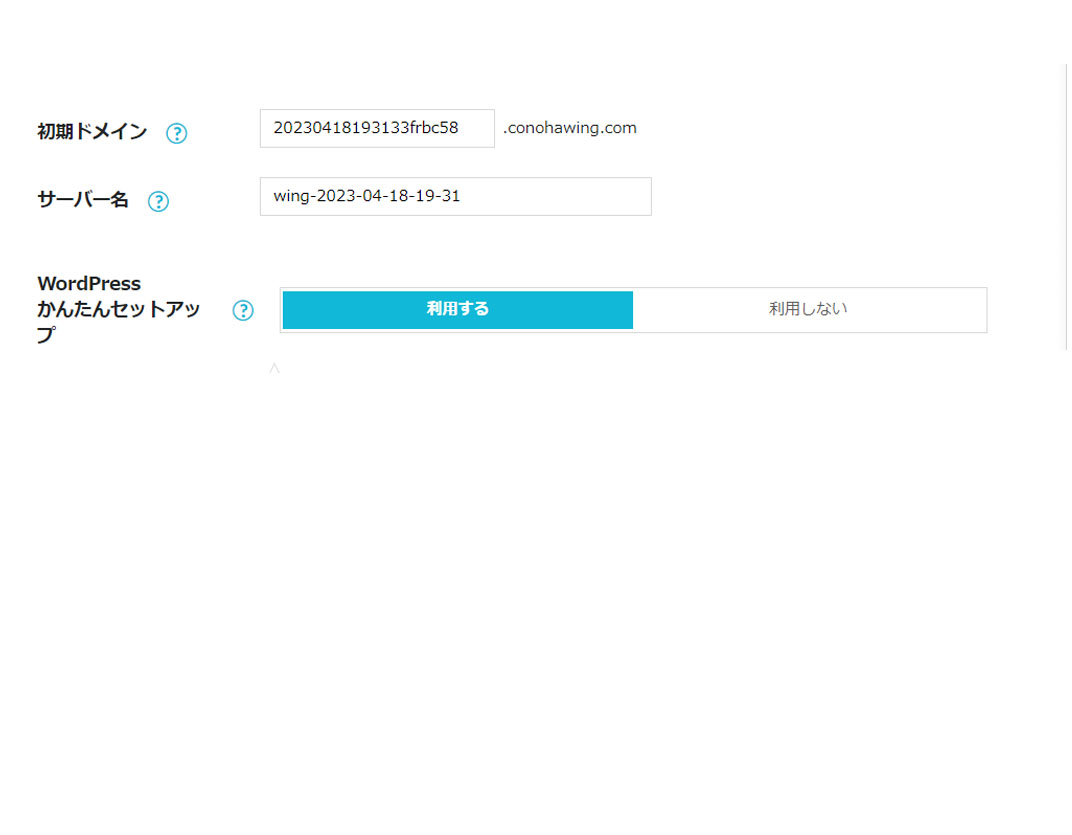 初期ドメイン ? 20230418193133frbc58 .conohawing.com
サーバー名 ? wing-2023-04-18-19-31
WordPress
かんたんセットアッ
プ
? 利用する 利用しない